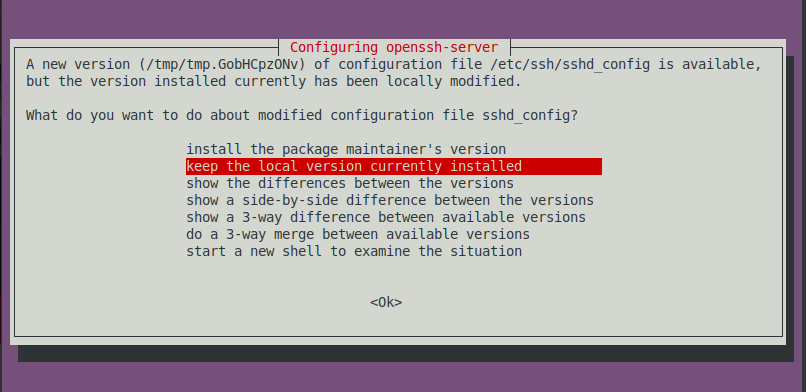 Configuring openssh-server
A new version (/tmp/tmp.GobHCpzONv) of configuration file /etc/ssh/sshd_config is available,
but the version installed currently has been locally modified.
What do you want to do about modified configuration file sshd_config?
install the package maintainer's version
keep the local version currently installed
show the differences between the versions
show a side-by-side difference between the versions
show a 3-way difference between available versions
do a 3-way merge between available versions
start a new shell to examine the situation
<Ok>